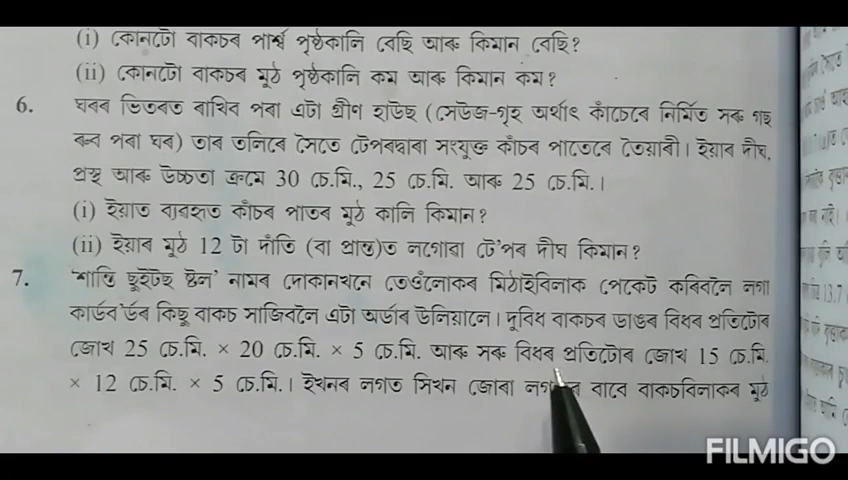 (i) কোনটো বাকচৰ পাৰ্শ্ব পৃষ্ঠকালি বেছি আৰু কিমান বেছি?
(ii) কোনটো বাকচৰ মুঠ পৃষ্ঠকালি কম আৰু কিমান কম?
6. ঘৰৰ ভিতৰত ৰাখিব পৰা এটা গ্ৰীণ হাউছ (সেউজ-গৃহ অৰ্থাৎ কাঁচেৰে নিৰ্মিত সৰু গছ
ৰুব পৰা ঘৰ) তাৰ তলিৰে সৈতে টেপৰদ্বাৰা সংযুক্ত কাঁচৰ পাতেৰে তৈয়াৰী। ইয়াৰ দীঘ,
প্ৰস্থ আৰু উচ্চতা ক্ৰমে 30 চে.মি., 25 চে.মি. আৰু 25 চে.মি.।
(i) ইয়াত ব্যৱহৃত কাঁচৰ পাতৰ মুঠ কালি কিমান?
(ii) ইয়াৰ মুঠ 12 টা দাঁতি (বা প্ৰান্ত)ত লগোৱা টে'পৰ দীঘ কিমান?
7. 'শান্তি ছুইটছ্ ষ্টল' নামৰ দোকানখনে তেওঁলোকৰ মিঠাইবিলাক পেকেট কৰিবলৈ লগা
কাৰ্ডব'ৰ্ডৰ কিছু বাকচ সাজিবলৈ এটা অৰ্ডাৰ উলিয়ালে। দুবিধ বাকচৰ ডাঙৰ বিধৰ প্ৰতিটোৰ
জোখ 25 চে.মি. × 20 চে.মি. × 5 চে.মি. আৰু সৰু বিধৰ প্ৰতিটোৰ জোখ 15 চে.মি.
× 12 চে.মি. × 5 চে.মি.। ইখনৰ লগত সিখন জোৰা বাবে বাকচবিলাকৰ মুঠ
FILMIGO